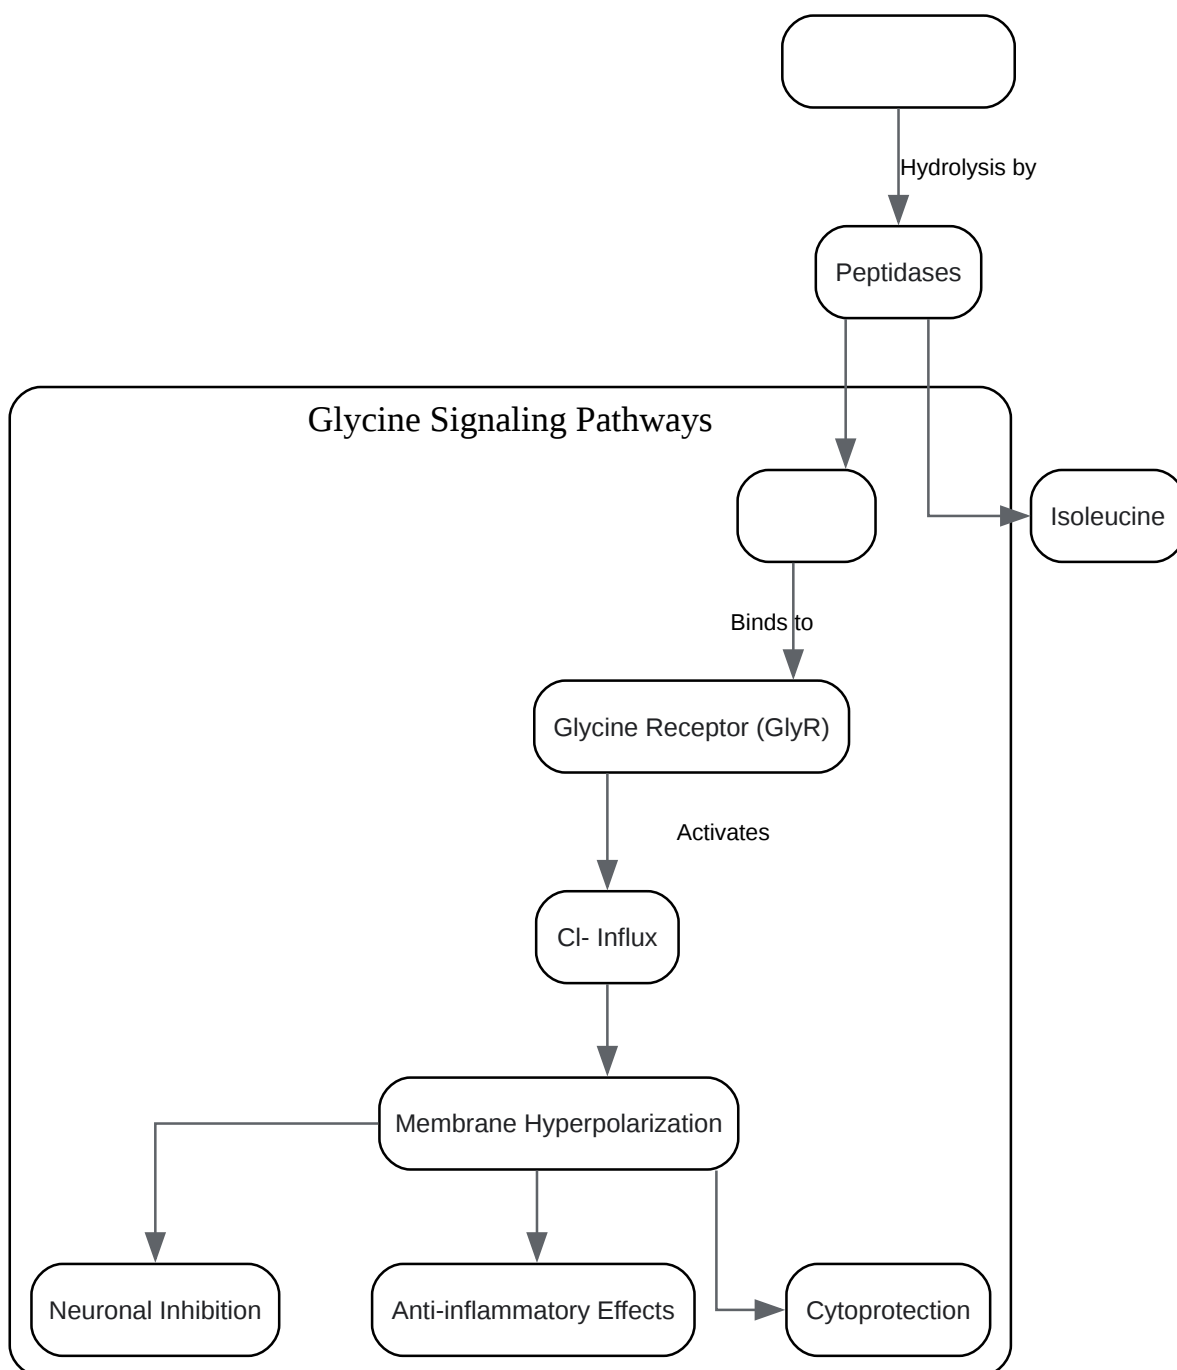 Hydrolysis by
Peptidases
Glycine Signaling Pathways
Isoleucine
Binds to
Glycine Receptor (GlyR)
Activates
Cl- Influx
Membrane Hyperpolarization
Neuronal Inhibition
Anti-inflammatory Effects
Cytoprotection